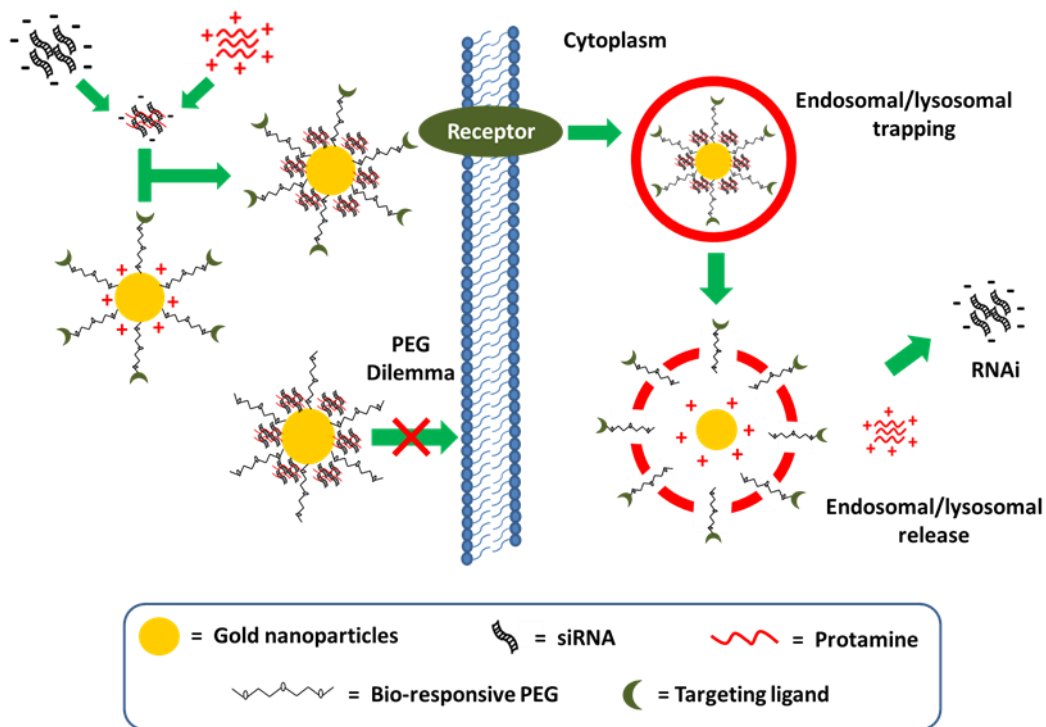 Cytoplasm
Receptor
Endosomal/lysosomal
trapping
PEG
Dilemma
RNAi
Endosomal/lysosomal
release
= Gold nanoparticles
= siRNA
= Protamine
= Bio-responsive PEG
= Targeting ligand